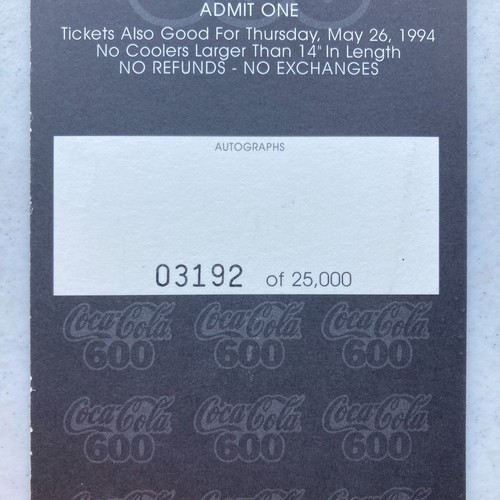 ADMIT ONE
Tickets Also Good For Thursday, May 26, 1994
No Coolers Larger Than 14" In Length
NO REFUNDS - NO EXCHANGES
AUTOGRAPHS
03192 of 25,000
Coca-Cola Coca-Cola Coca-Cola
600 600 600
Coca-Cola Coca-Cola Coca-Cola
600 600 600